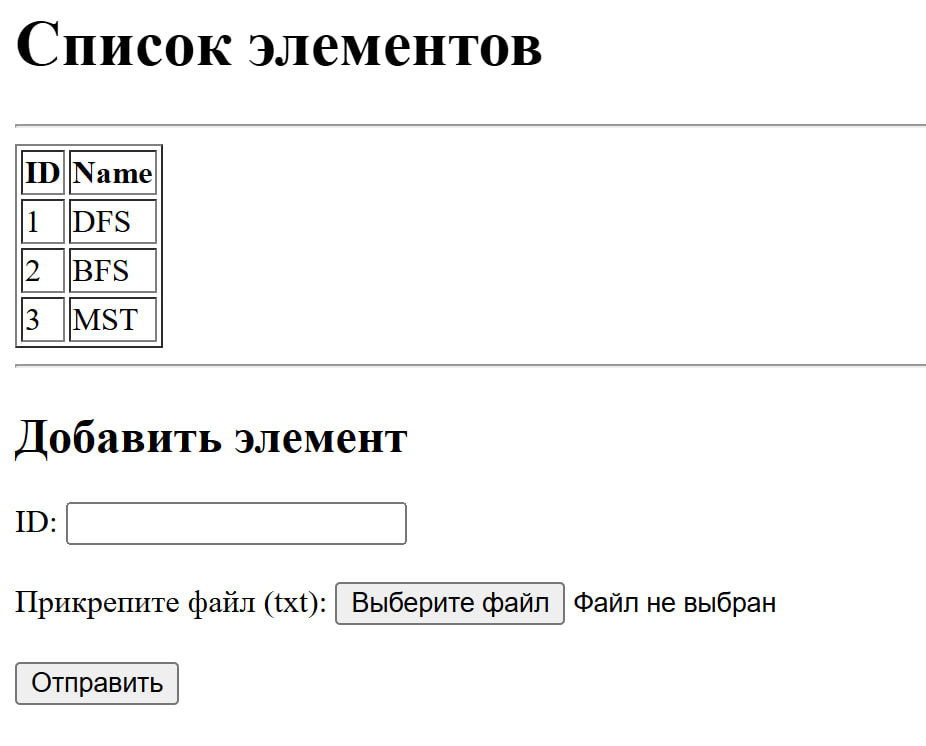 Список элементов
ID Name
1 DFS
2 BFS
3 MST
Добавить элемент
ID:
Прикрепите файл (txt): Выберите файл Файл не выбран
Отправить